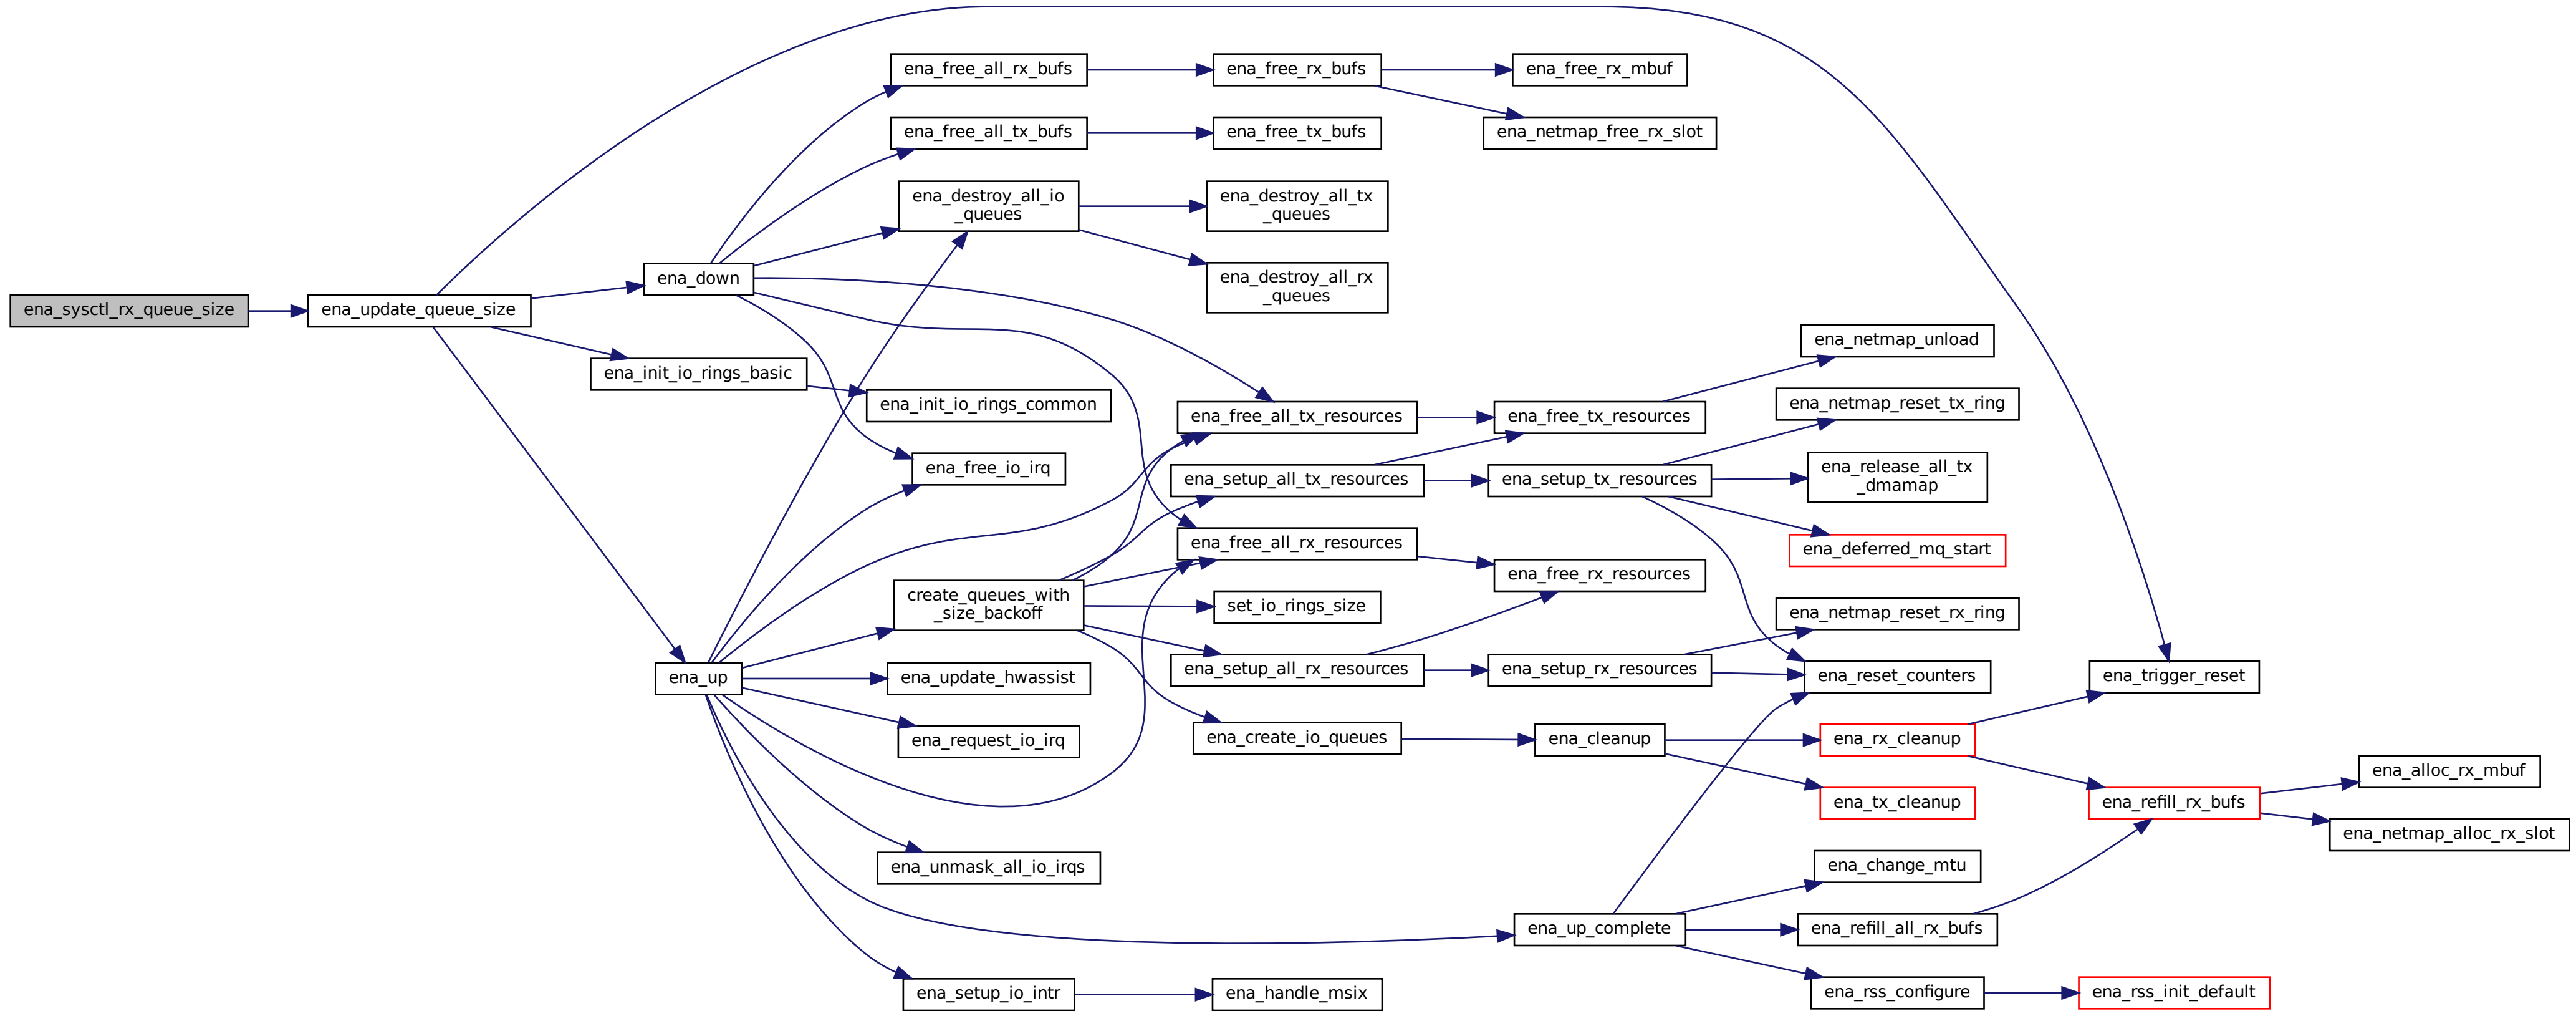 ena_sysctl_rx_queue_size
ena_update_queue_size
ena_down
ena_init_io_rings_basic
ena_up
ena_free_all_rx_bufs
ena_free_all_tx_bufs
ena_destroy_all_io
_queues
ena_init_io_rings_common
ena_free_io_irq
create_queues_with
_size_backoff
ena_update_hwassist
ena_request_io_irq
ena_unmask_all_io_irqs
ena_setup_io_intr
ena_free_rx_bufs
ena_free_tx_bufs
ena_destroy_all_tx
_queues
ena_destroy_all_rx
_queues
ena_free_all_tx_resources
ena_setup_all_tx_resources
ena_free_all_rx_resources
set_io_rings_size
ena_setup_all_rx_resources
ena_create_io_queues
ena_handle_msix
ena_free_rx_mbuf
ena_netmap_free_rx_slot
ena_free_tx_resources
ena_setup_tx_resources
ena_free_rx_resources
ena_setup_rx_resources
ena_cleanup
ena_up_complete
ena_netmap_unload
ena_netmap_reset_tx_ring
ena_release_all_tx
_dmamap
ena_deferred_mq_start
ena_netmap_reset_rx_ring
ena_reset_counters
ena_rx_cleanup
ena_tx_cleanup
ena_change_mtu
ena_refill_all_rx_bufs
ena_rss_configure
ena_trigger_reset
ena_refill_rx_bufs
ena_rss_init_default
ena_alloc_rx_mbuf
ena_netmap_alloc_rx_slot